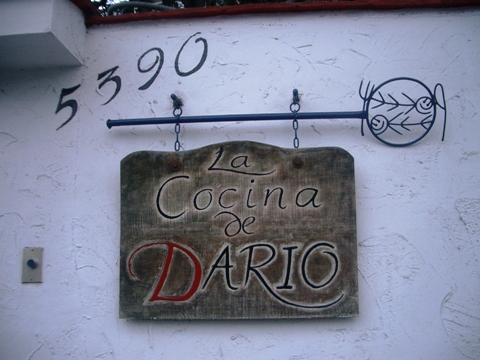 5390
La
Cocina
de
DARIO